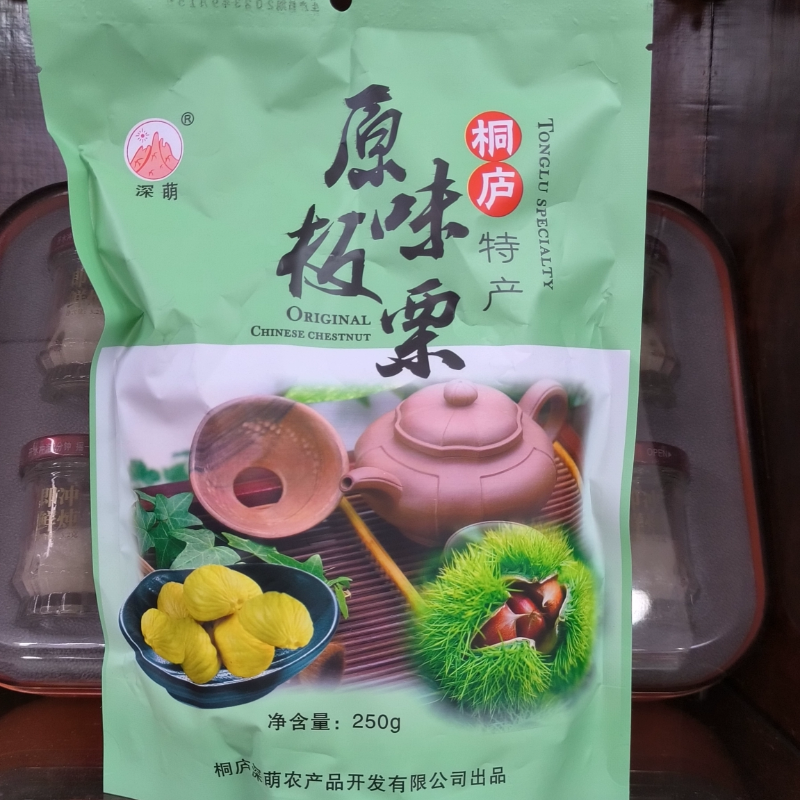 ®
深萌
原味板栗
ORIGINAL
CHINESE CHESTNUT
桐庐
特产
TONGLU SPECIALTY
净含量：250g
桐庐深萌农产品开发有限公司出品